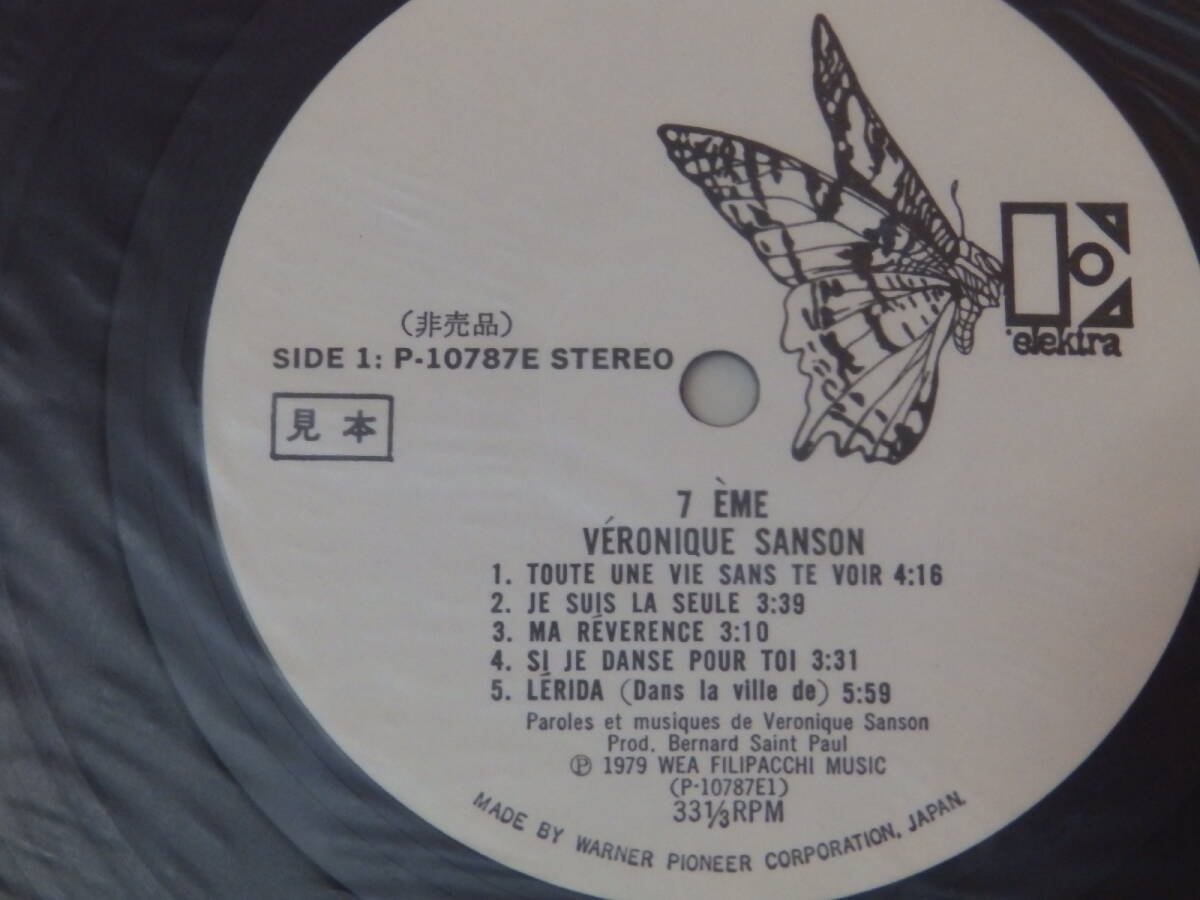 elektra
(非売品)
SIDE 1: P-10787E STEREO
見本
7 ÈME
VÉRONIQUE SANSON
1. TOUTE UNE VIE SANS TE VOIR 4:16
2. JE SUIS LA SEULE 3:39
3. MA RÉVERENCE 3:10
4. SI JE DANSE POUR TOI 3:31
5. LÉRIDA (Dans la ville de) 5:59
Paroles et musiques de Veronique Sanson
Prod. Bernard Saint Paul
Ⓟ 1979 WEA FILIPACCHI MUSIC
(P-10787E1)
33⅓RPM
MADE BY WARNER PIONEER CORPORATION, JAPAN.